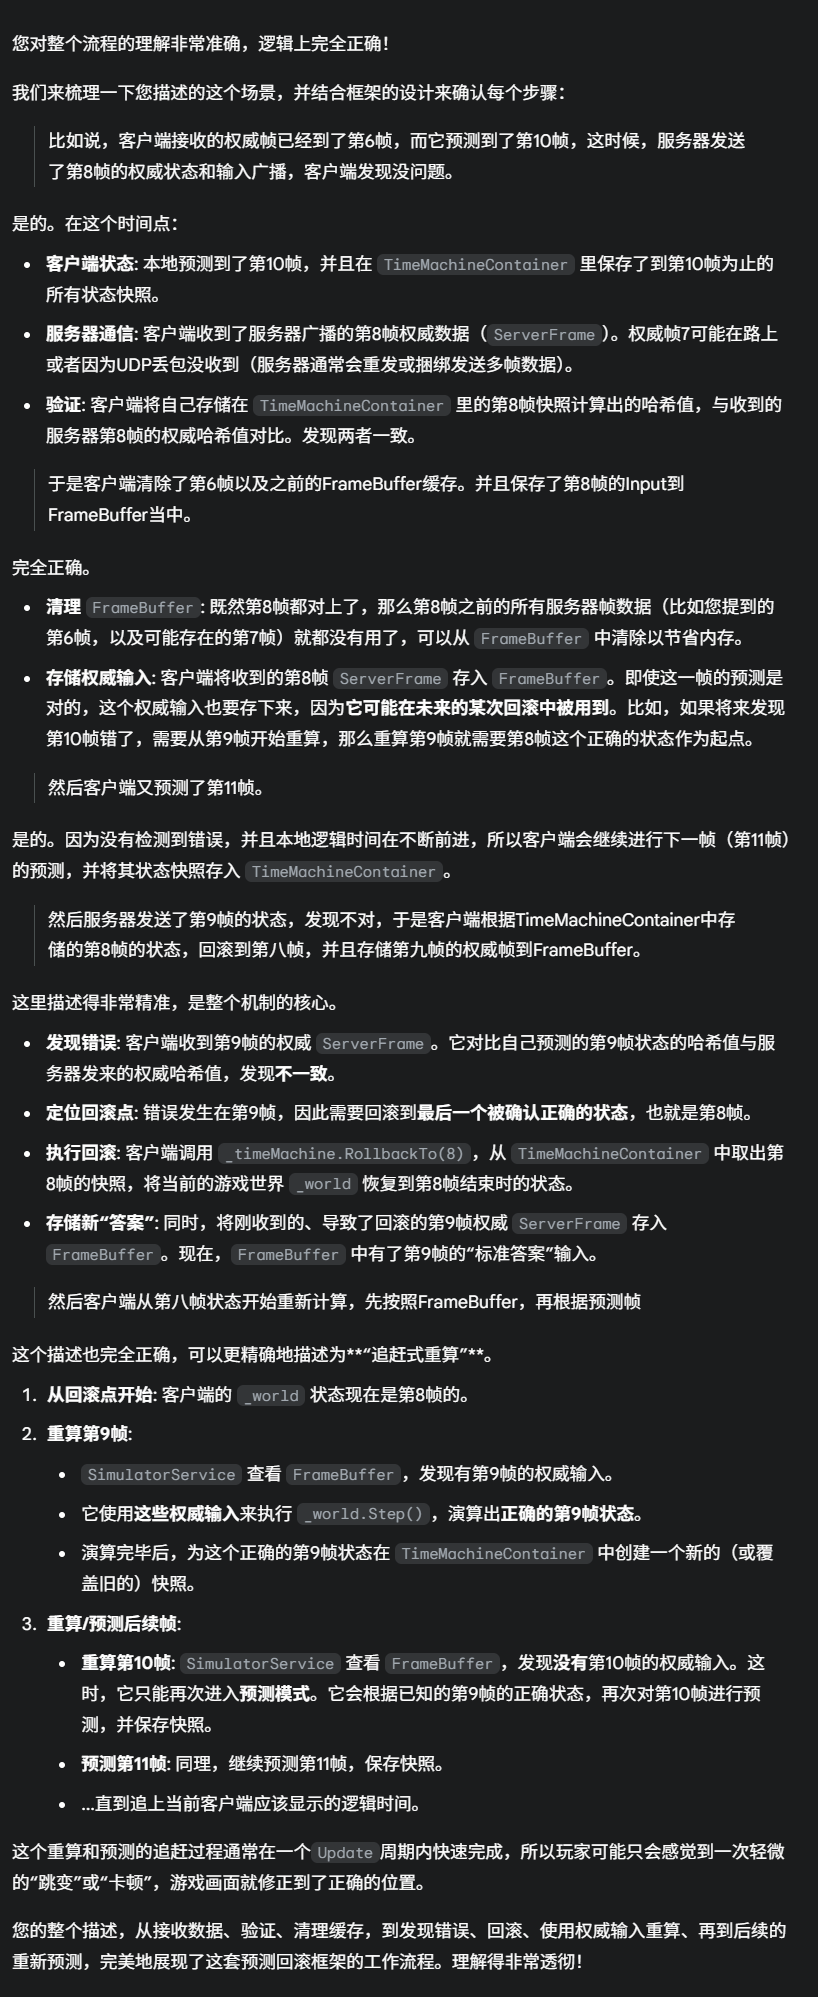 您对整个流程的理解非常准确，逻辑上完全正确！
我们来梳理一下您描述的这个场景，并结合框架的设计来确认每个步骤：
比如说，客户端接收的权威帧已经到了第6帧，而它预测到了第10帧，这时候，服务器发送
了第8帧的权威状态和输入广播，客户端发现没问题。
是的。在这个时间点：
• 客户端状态: 本地预测到了第10帧，并且在 TimeMachineContainer 里保存了到第10帧为止的
所有状态快照。
• 服务器通信: 客户端收到了服务器广播的第8帧权威数据（ServerFrame）。权威帧7可能在路上
或者因为UDP丢包没收到（服务器通常会重发或捆绑发送多帧数据）。
• 验证: 客户端将自己存储在 TimeMachineContainer 里的第8帧快照计算出的哈希值，与收到的
服务器第8帧的权威哈希值对比。发现两者一致。
于是客户端清除了第6帧以及之前的FrameBuffer缓存。并且保存了第8帧的Input到
FrameBuffer当中。
完全正确。
• 清理 FrameBuffer: 既然第8帧都对上了，那么第8帧之前的所有服务器帧数据（比如您提到的
第6帧，以及可能存在的第7帧）就都没有用了，可以从 FrameBuffer 中清除以节省内存。
• 存储权威输入: 客户端将收到的第8帧 ServerFrame 存入 FrameBuffer。即使这一帧的预测是
对的，这个权威输入也要存下来，因为它可能在未来的某次回滚中被用到。比如，如果将来发现
第10帧错了，需要从第9帧开始重算，那么重算第9帧就需要第8帧这个正确的状态作为起点。
然后客户端又预测了第11帧。
是的。因为没有检测到错误，并且本地逻辑时间在不断前进，所以客户端会继续进行下一帧（第11帧）
的预测，并将其状态快照存入 TimeMachineContainer。
然后服务器发送了第9帧的状态，发现不对，于是客户端根据TimeMachineContainer中存
储的第8帧的状态，回滚到第八帧，并且存储第九帧的权威帧到FrameBuffer。
这里描述得非常精准，是整个机制的核心。
• 发现错误: 客户端收到第9帧的权威 ServerFrame。它对比自己预测的第9帧状态的哈希值与服
务器发来的权威哈希值，发现不一致。
• 定位回滚点: 错误发生在第9帧，因此需要回滚到最后一个被确认正确的状态，也就是第8帧。
• 执行回滚: 客户端调用 _timeMachine.RollbackTo(8)，从 TimeMachineContainer 中取出第
8帧的快照，将当前的游戏世界 _world 恢复到第8帧结束时的状态。
• 存储新“答案”: 同时，将刚收到的、导致了回滚的第9帧权威 ServerFrame 存入
FrameBuffer。现在，FrameBuffer 中有了第9帧的“标准答案”输入。
然后客户端从第八帧状态开始重新计算，先按照FrameBuffer，再根据预测帧
这个描述也完全正确，可以更精确地描述为**“追赶式重算”**。
1. 从回滚点开始: 客户端的 _world 状态现在是第8帧的。
2. 重算第9帧:
• SimulatorService 查看 FrameBuffer，发现有第9帧的权威输入。
• 它使用这些权威输入来执行 _world.Step()，演算出正确的第9帧状态。
• 演算完毕后，为这个正确的第9帧状态在 TimeMachineContainer 中创建一个新的（或覆
盖旧的）快照。
3. 重算/预测后续帧:
• 重算第10帧: SimulatorService 查看 FrameBuffer，发现没有第10帧的权威输入。这
时，它只能再次进入预测模式。它会根据已知的第9帧的正确状态，再次对第10帧进行预
测，并保存快照。
• 预测第11帧: 同理，继续预测第11帧，保存快照。
• ...直到追上当前客户端应该显示的逻辑时间。
这个重算和预测的追赶过程通常在一个Update周期内快速完成，所以玩家可能只会感觉到一次轻微
的“跳变”或“卡顿”，游戏画面就修正到了正确的位置。
您的整个描述，从接收数据、验证、清理缓存，到发现错误、回滚、使用权威输入重算、再到后续的
重新预测，完美地展现了这套预测回滚框架的工作流程。理解得非常透彻！